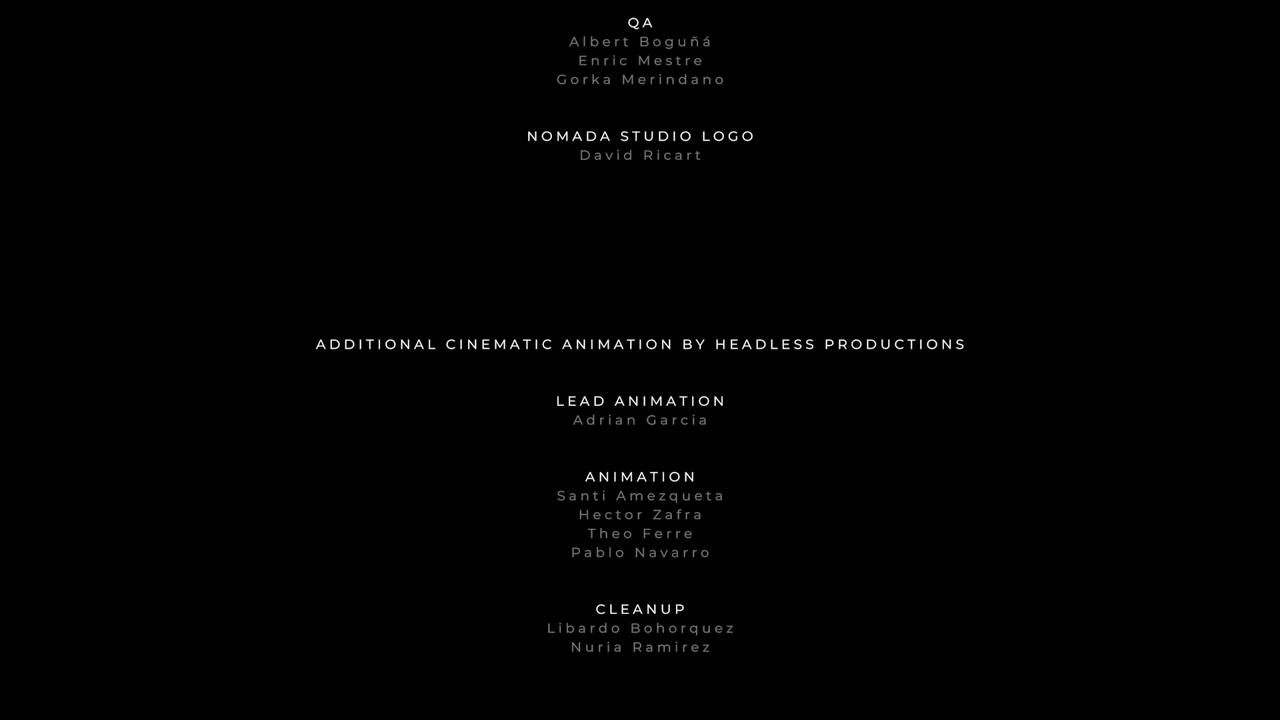 QA
Albert Boguñá
Enric Mestre
Gorka Merindano
NOMADA STUDIO LOGO
David Ricart
ADDITIONAL CINEMATIC ANIMATION BY HEADLESS PRODUCTIONS
LEAD ANIMATION
Adrian Garcia
ANIMATION
Santi Amezqueta
Hector Zafra
Theo Ferre
Pablo Navarro
CLEANUP
Libardo Bohorquez
Nuria Ramirez